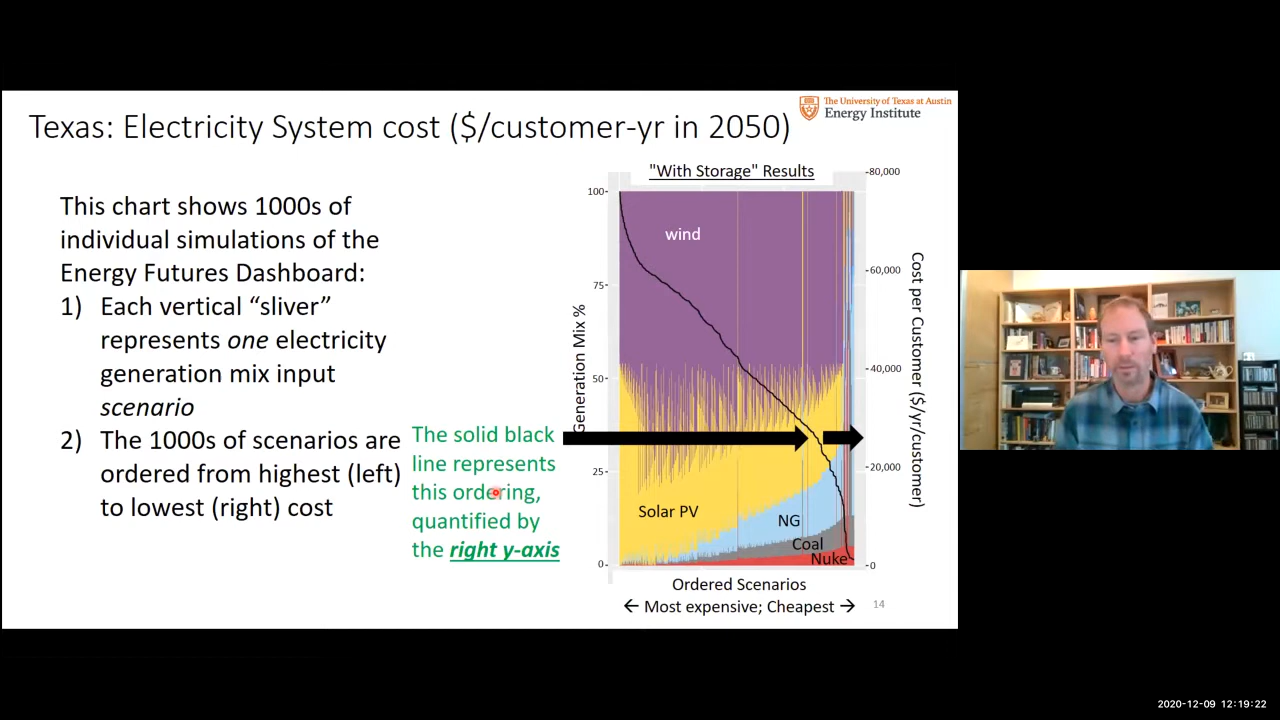 Texas: Electricity System cost ($/customer-yr in 2050)
The University of Texas at Austin
Energy Institute
This chart shows 1000s of
individual simulations of the
Energy Futures Dashboard:
1) Each vertical “sliver”
represents one electricity
generation mix input
scenario
2) The 1000s of scenarios are
ordered from highest (left)
to lowest (right) cost
The solid black
line represents
this ordering,
quantified by
the right y-axis
"With Storage" Results
Generation Mix %
100
75
50
25
0
wind
Solar PV
NG
Coal
Nuke
80,000
60,000
40,000
20,000
0
Cost per Customer ($/yr/customer)
Ordered Scenarios
← Most expensive; Cheapest →
14
2020-12-09 12:19:22